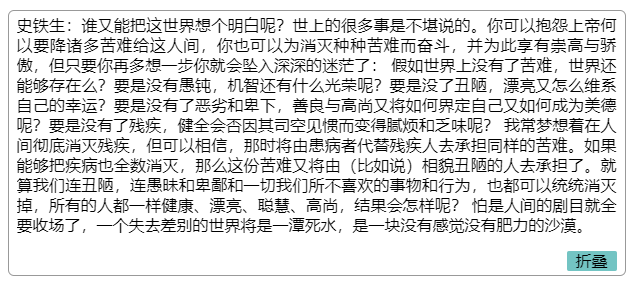 史铁生：谁又能把这世界想个明白呢？世上的很多事是不堪说的。你可以抱怨上帝何
以要降诸多苦难给这人间，你也可以为消灭种种苦难而奋斗，并为此享有崇高与骄
傲，但只要你再多想一步你就会坠入深深的迷茫了： 假如世界上没有了苦难，世界还
能够存在么？要是没有愚钝，机智还有什么光荣呢？要是没了丑陋，漂亮又怎么维系
自己的幸运？要是没有了恶劣和卑下，善良与高尚又将如何界定自己又如何成为美德
呢？要是没有了残疾，健全会否因其司空见惯而变得腻烦和乏味呢？ 我常梦想着在人
间彻底消灭残疾，但可以相信，那时将由患病者代替残疾人去承担同样的苦难。如果
能够把疾病也全数消灭，那么这份苦难又将由（比如说）相貌丑陋的人去承担了。就
算我们连丑陋，连愚昧和卑鄙和一切我们所不喜欢的事物和行为，也都可以统统消灭
掉，所有的人都一样健康、漂亮、聪慧、高尚，结果会怎样呢？ 怕是人间的剧目就全
要收场了，一个失去差别的世界将是一潭死水，是一块没有感觉没有肥力的沙漠。
折叠